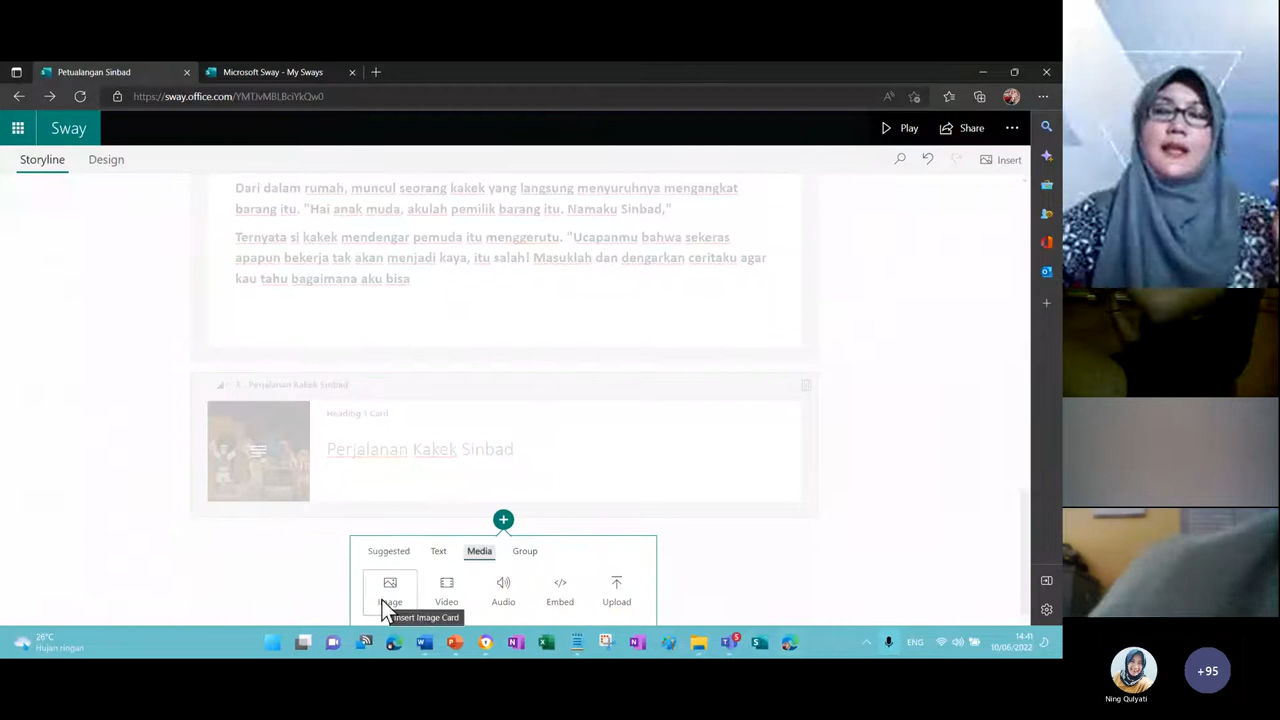 Petualangan Sinbad
Microsoft Sway - My Sways
https://sway.office.com/YMTJvMBLBciYkQw0
Sway
Play
Share
Storyline
Design
Insert
Dari dalam rumah, muncul seorang kakek yang langsung menyuruhnya mengangkat
barang itu. "Hai anak muda, akulah pemilik barang itu. Namaku Sinbad,"
Ternyata si kakek mendengar pemuda itu menggerutu. "Ucapanmu bahwa sekeras
apapun bekerja tak akan menjadi kaya, itu salah! Masuklah dan dengarkan ceritaku agar
kau tahu bagaimana aku bisa
Perjalanan Kakek Sinbad
Heading 1 Card
Perjalanan Kakek Sinbad
Suggested
Text
Media
Group
Image
Video
Audio
Embed
Upload
Insert Image Card
26°C
Hujan ringan
5
ENG
14:41
10/06/2022
Ning Qulyati
+95